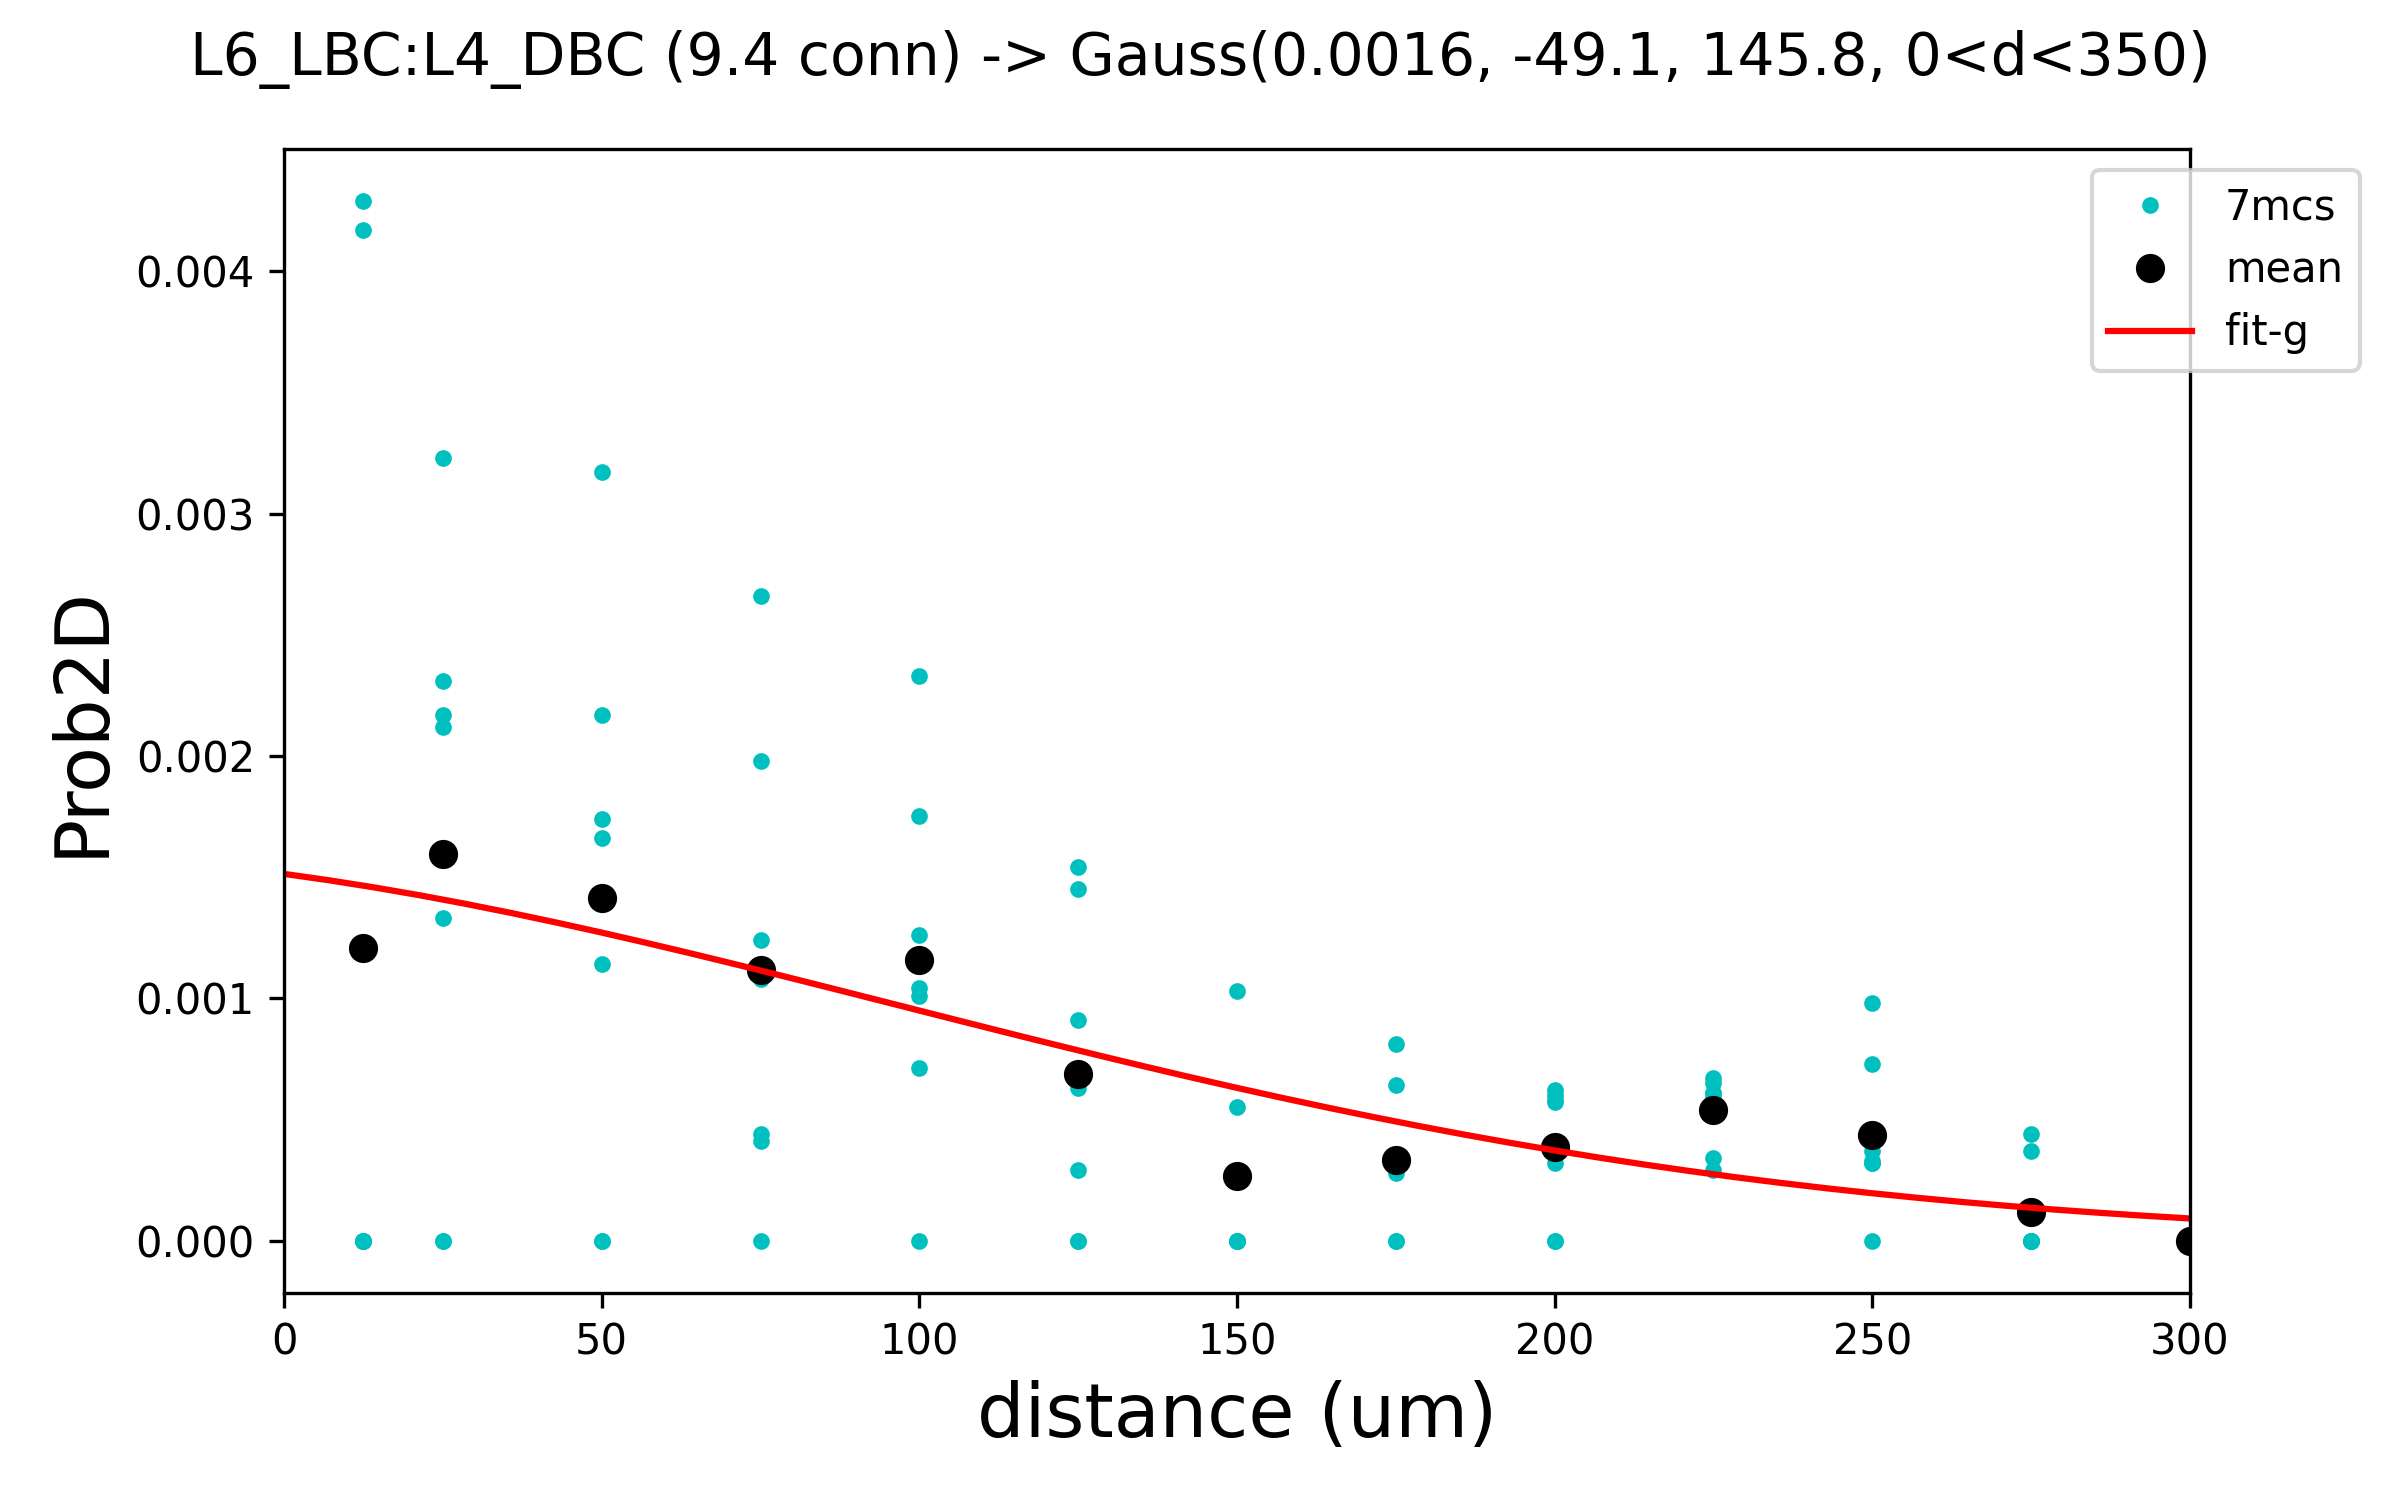 L6_LBC:L4_DBC (9.4 conn) -> Gauss(0.0016, -49.1, 145.8, 0<d<350)
7mcs
mean
fit-g
Prob2D
0.004
0.003
0.002
0.001
0.000
0 50 100 150 200 250 300
distance (um)